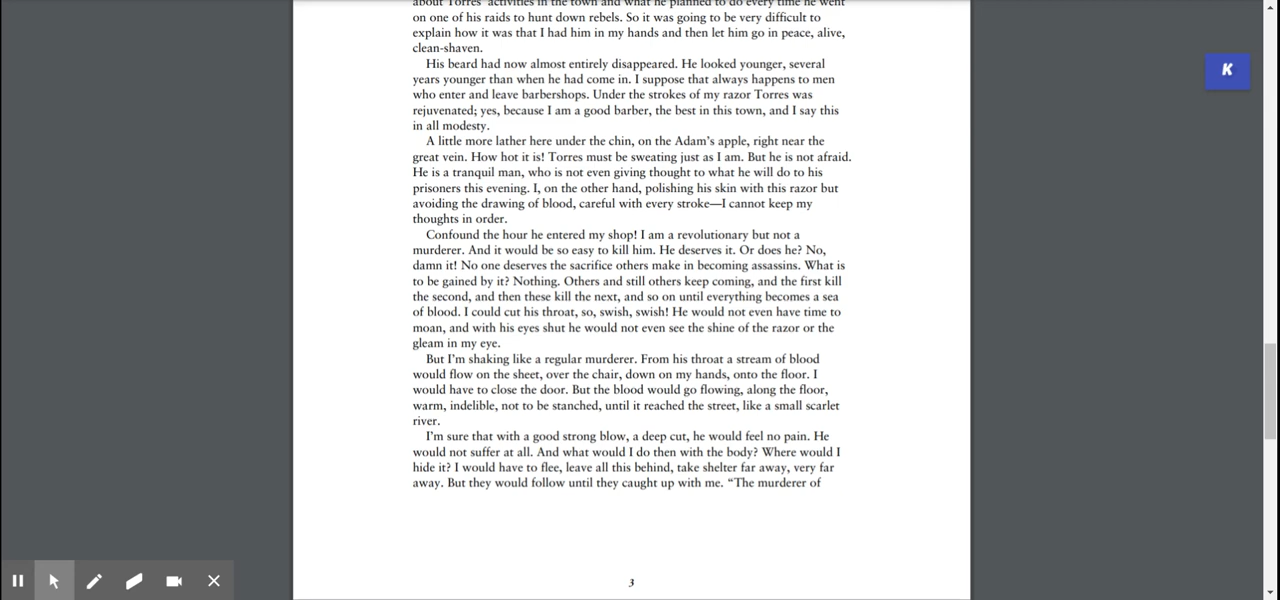 about Torres' activities in the town and what he planned to do every time he went
on one of his raids to hunt down rebels. So it was going to be very difficult to
explain how it was that I had him in my hands and then let him go in peace, alive,
clean-shaven.
His beard had now almost entirely disappeared. He looked younger, several
years younger than when he had come in. I suppose that always happens to men
who enter and leave barbershops. Under the strokes of my razor Torres was
rejuvenated; yes, because I am a good barber, the best in this town, and I say this
in all modesty.
A little more lather here under the chin, on the Adam's apple, right near the
great vein. How hot it is! Torres must be sweating just as I am. But he is not afraid.
He is a tranquil man, who is not even giving thought to what he will do to his
prisoners this evening. I, on the other hand, polishing his skin with this razor but
avoiding the drawing of blood, careful with every stroke—I cannot keep my
thoughts in order.
Confound the hour he entered my shop! I am a revolutionary but not a
murderer. And it would be so easy to kill him. He deserves it. Or does he? No,
damn it! No one deserves the sacrifice others make in becoming assassins. What is
to be gained by it? Nothing. Others and still others keep coming, and the first kill
the second, and then these kill the next, and so on until everything becomes a sea
of blood. I could cut his throat, so, swish, swish! He would not even have time to
moan, and with his eyes shut he would not even see the shine of the razor or the
gleam in my eye.
But I'm shaking like a regular murderer. From his throat a stream of blood
would flow on the sheet, over the chair, down on my hands, onto the floor. I
would have to close the door. But the blood would go flowing, along the floor,
warm, indelible, not to be stanched, until it reached the street, like a small scarlet
river.
I'm sure that with a good strong blow, a deep cut, he would feel no pain. He
would not suffer at all. And what would I do then with the body? Where would I
hide it? I would have to flee, leave all this behind, take shelter far away, very far
away. But they would follow until they caught up with me. “The murderer of
3
K